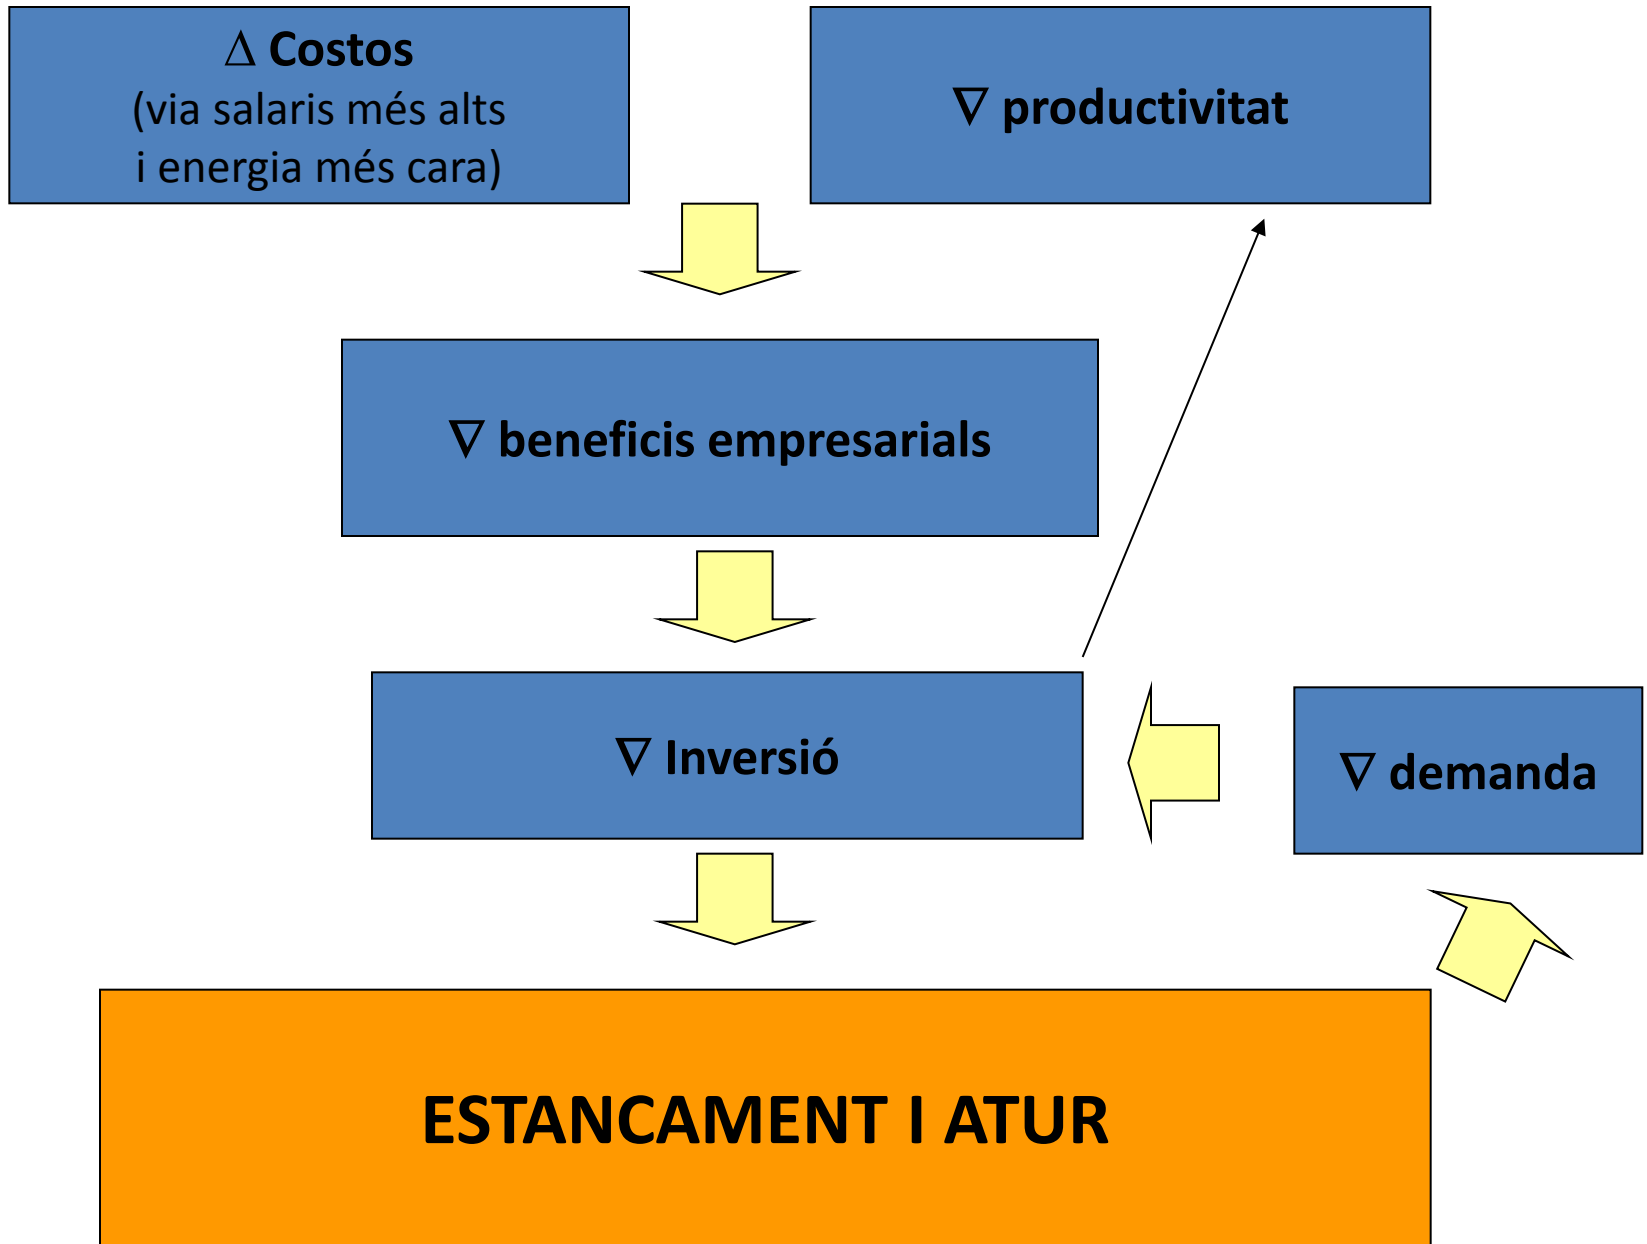 ∆ Costos
(via salaris més alts
i energia més cara)
∇ productivitat
∇ beneficis empresarials
∇ Inversió
∇ demanda
ESTANCAMENT I ATUR